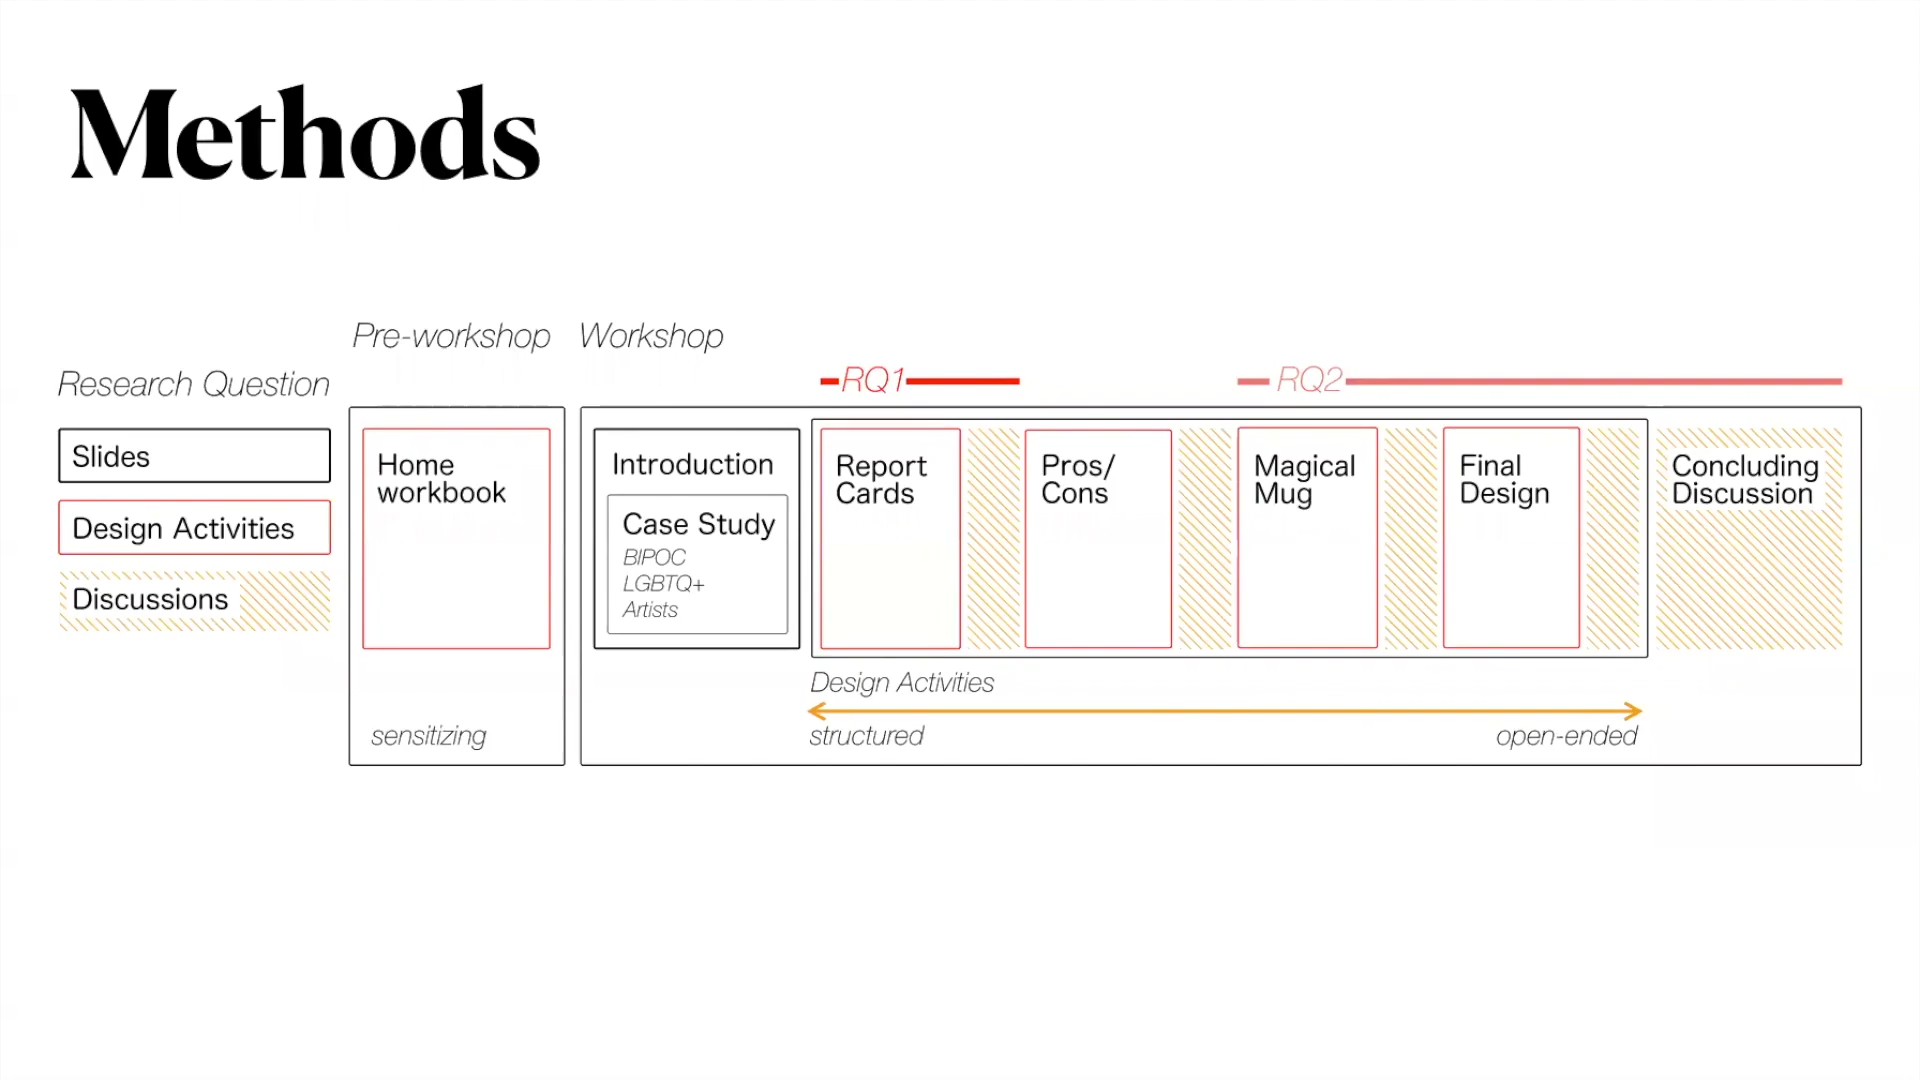 Methods
Pre-workshop
Workshop
Research Question
RQ1
RQ2
Slides
Design Activities
Discussions
Home
workbook
sensitizing
Introduction
Case Study
BIPOC
LGBTQ+
Artists
Report
Cards
Pros/
Cons
Magical
Mug
Final
Design
Concluding
Discussion
Design Activities
structured
open-ended